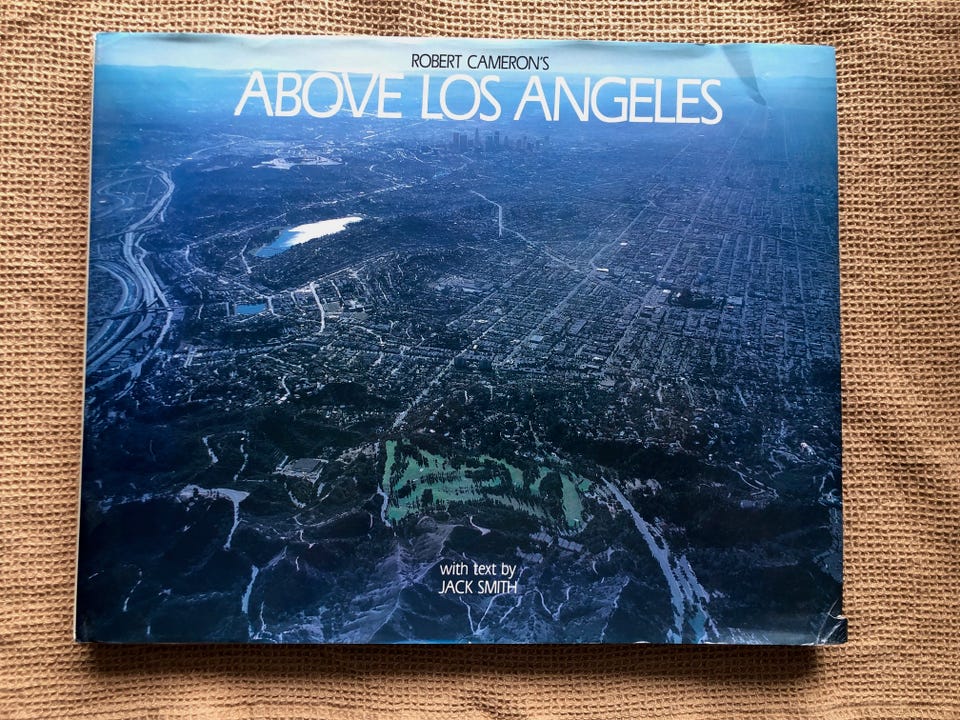 ROBERT CAMERON'S
ABOVE LOS ANGELES
with text by
JACK SMITH